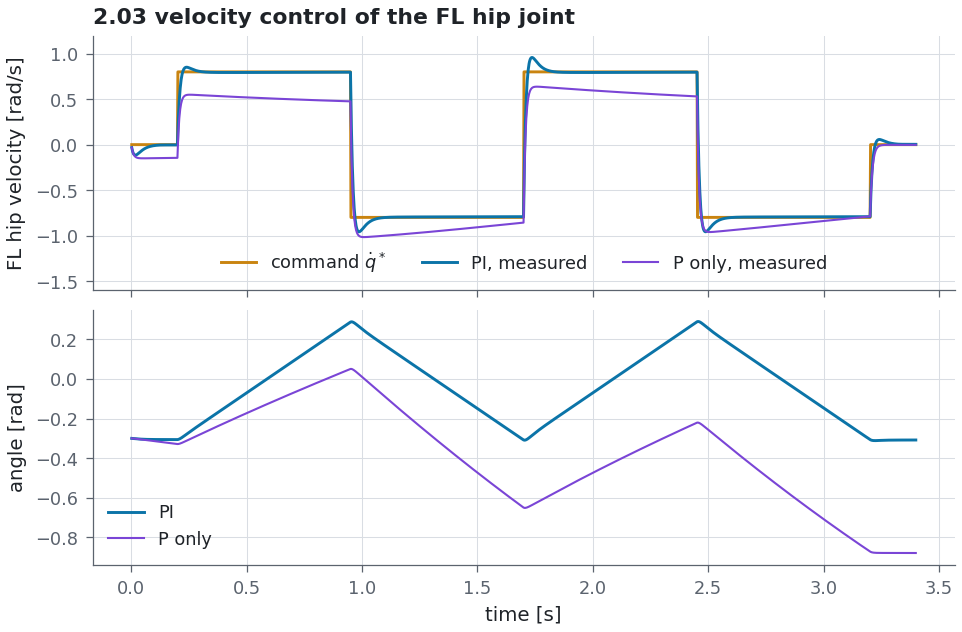 2.03 velocity control of the FL hip joint
FL hip velocity [rad/s]
1.0
0.5
0.0
−0.5
−1.0
−1.5
command q̇*
PI, measured
P only, measured
angle [rad]
0.2
0.0
−0.2
−0.4
−0.6
−0.8
PI
P only
0.0 0.5 1.0 1.5 2.0 2.5 3.0 3.5
time [s]